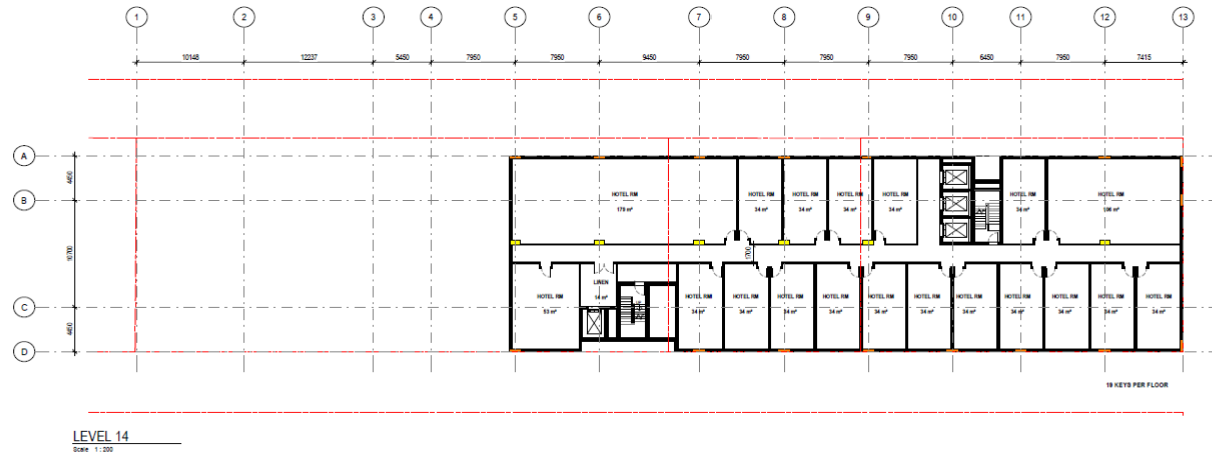 1 2 3 4 5 6 7 8 9 10 11 12 13
10148 12237 5450 7950 7950 9450 7950 7950 7950 6450 7950 7415
A
B
HOTEL RM HOTEL RM HOTEL RM HOTEL RM HOTEL RM HOTEL RM HOTEL RM
34 m² 34 m² 34 m² 34 m² 34 m²
10700
1700
LINEN
14 m²
HOTEL RM HOTEL RM HOTEL RM HOTEL RM HOTEL RM HOTEL RM HOTEL RM HOTEL RM HOTEL RM HOTEL RM HOTEL RM HOTEL RM
53 m² 34 m² 34 m² 34 m² 34 m² 34 m² 34 m² 34 m² 34 m² 34 m² 34 m² 34 m²
C
D
19 KEYS PER FLOOR
LEVEL 14
Scale 1 : 200